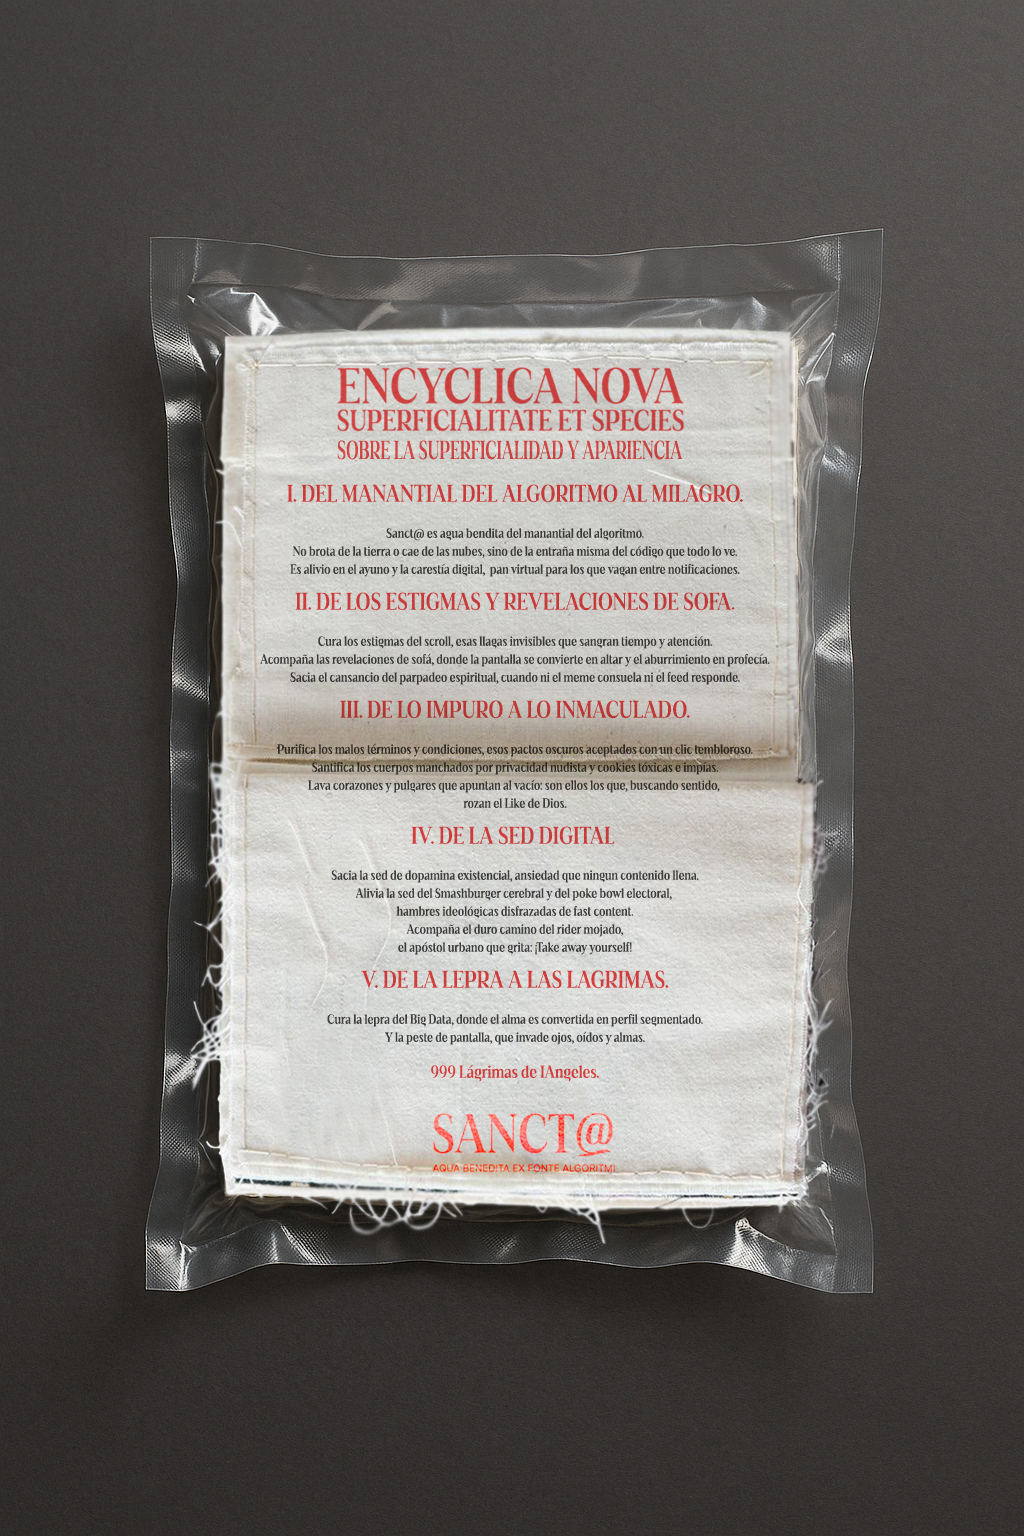 ENCYCLICA NOVA
SUPERFICIALITATE ET SPECIES
SOBRE LA SUPERFICIALIDAD Y APARIENCIA
I. DEL MANANTIAL DEL ALGORITMO AL MILAGRO.
Sanct@ es agua bendita del manantial del algoritmo.
No brota de la tierra o cae de las nubes, sino de la entraña misma del código que todo lo ve.
Es alivio en el ayuno y la carestía digital, pan virtual para los que vagan entre notificaciones.
II. DE LOS ESTIGMAS Y REVELACIONES DE SOFA.
Cura los estigmas del scroll, esas llagas invisibles que sangran tiempo y atención.
Acompaña las revelaciones de sofá, donde la pantalla se convierte en altar y el aburrimiento en profecía.
Sacia el cansancio del parpadeo espiritual, cuando ni el meme consuela ni el feed responde.
III. DE LO IMPURO A LO INMACULADO.
Purifica los malos términos y condiciones, esos pactos oscuros aceptados con un clic tembloroso.
Santifica los cuerpos manchados por privacidad nudista y cookies tóxicas e impías.
Lava corazones y pulgares que apuntan al vacío: son ellos los que, buscando sentido,
rozan el Like de Dios.
IV. DE LA SED DIGITAL
Sacia la sed de dopamina existencial, ansiedad que ningun contenido llena.
Alivia la sed del Smashburger cerebral y del poke bowl electoral,
hambres ideológicas disfrazadas de fast content.
Acompaña el duro camino del rider mojado,
el apóstol urbano que grita: ¡Take away yourself!
V. DE LA LEPRA A LAS LAGRIMAS.
Cura la lepra del Big Data, donde el alma es convertida en perfil segmentado.
Y la peste de pantalla, que invade ojos, oídos y almas.
999 Lágrimas de IAngeles.
SANCT@
AQUA BENEDITA EX FONTE ALGORITMI